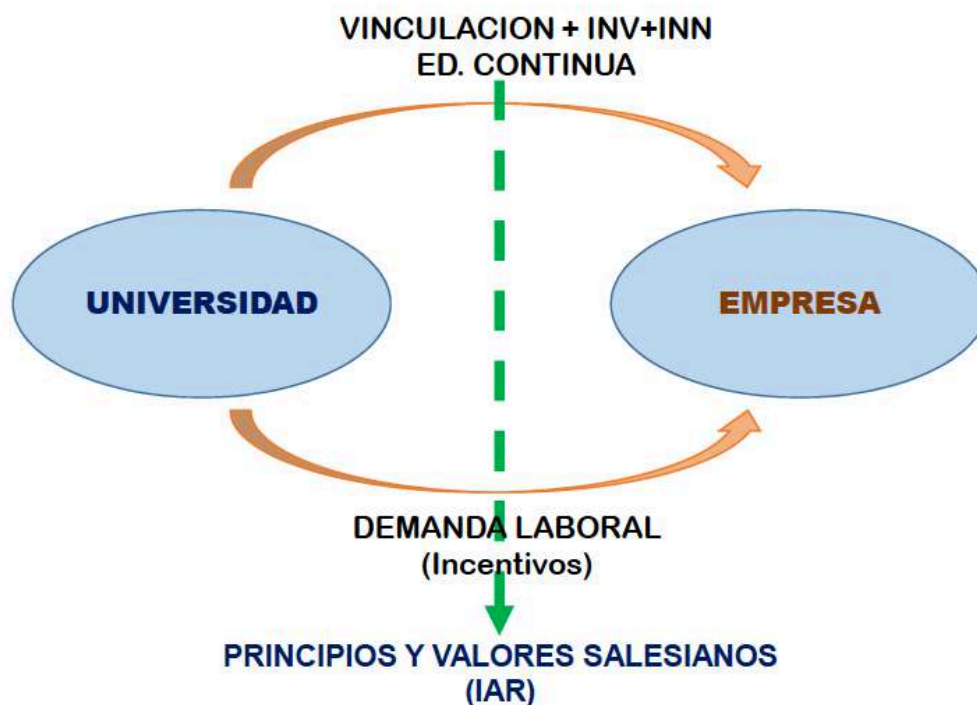 VINCULACION + INV+INN
ED. CONTINUA
UNIVERSIDAD
EMPRESA
DEMANDA LABORAL
(Incentivos)
PRINCIPIOS Y VALORES SALESIANOS
(IAR)